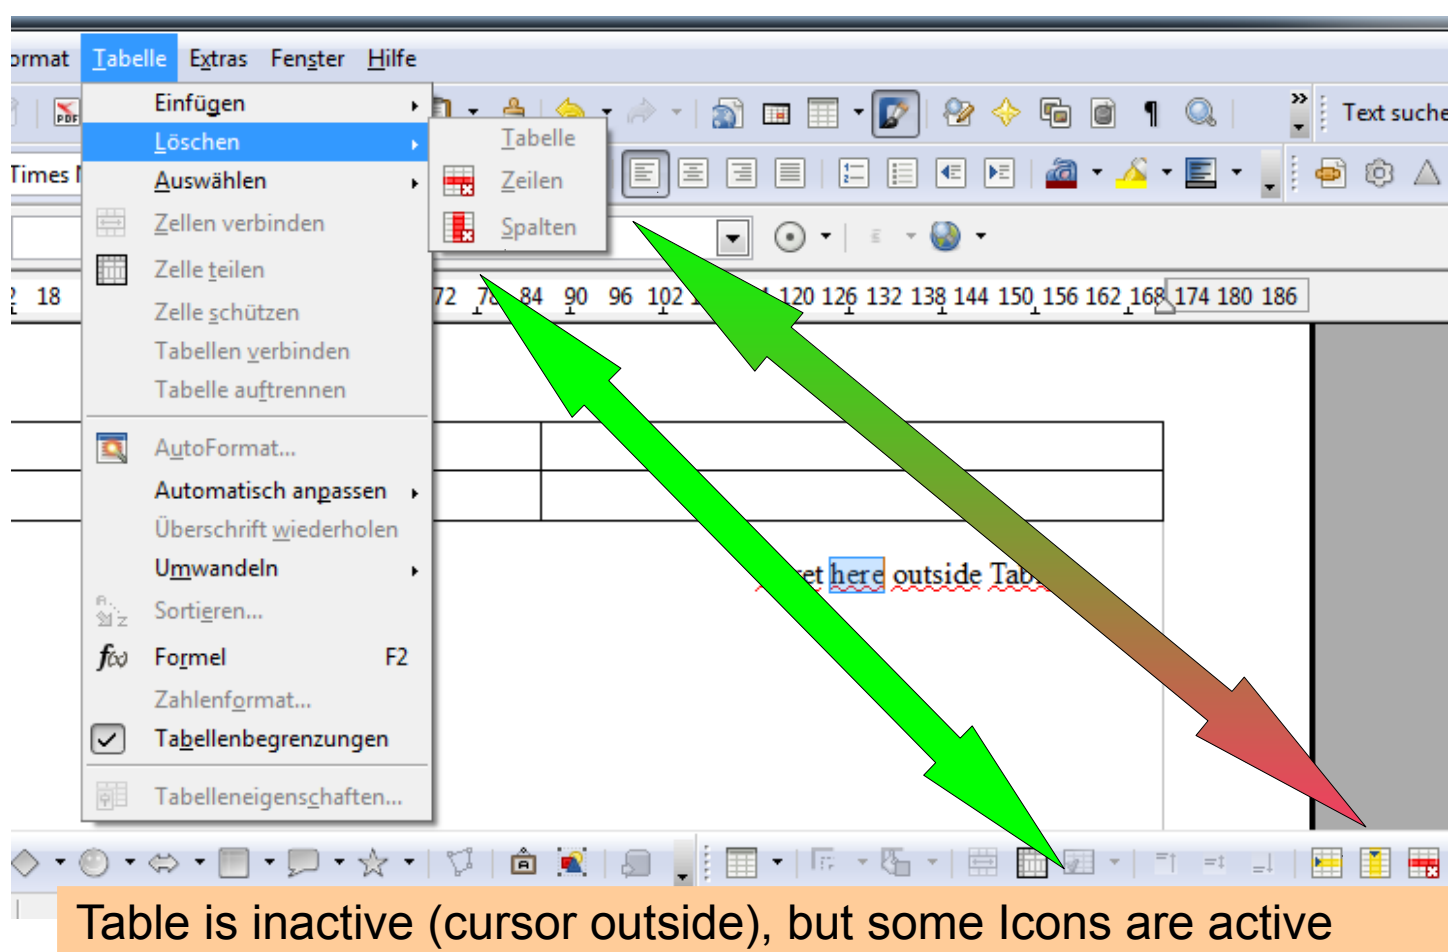 ormat Tabelle Extras Fenster Hilfe
Einfügen
Löschen
Auswählen
Zellen verbinden
Zelle teilen
Zelle schützen
Tabellen verbinden
Tabelle auftrennen
AutoFormat...
Automatisch anpassen
Überschrift wiederholen
Umwandeln
Sortieren...
Formel F2
Zahlenformat...
Tabellenbegrenzungen
Tabelleneigenschaften...
Tabelle
Zeilen
Spalten
PDF
Text suche
Times
18 72 78 84 90 96 102 120 126 132 138 144 150 156 162 168 174 180 186
et here outside Tab
Table is inactive (cursor outside), but some Icons are active